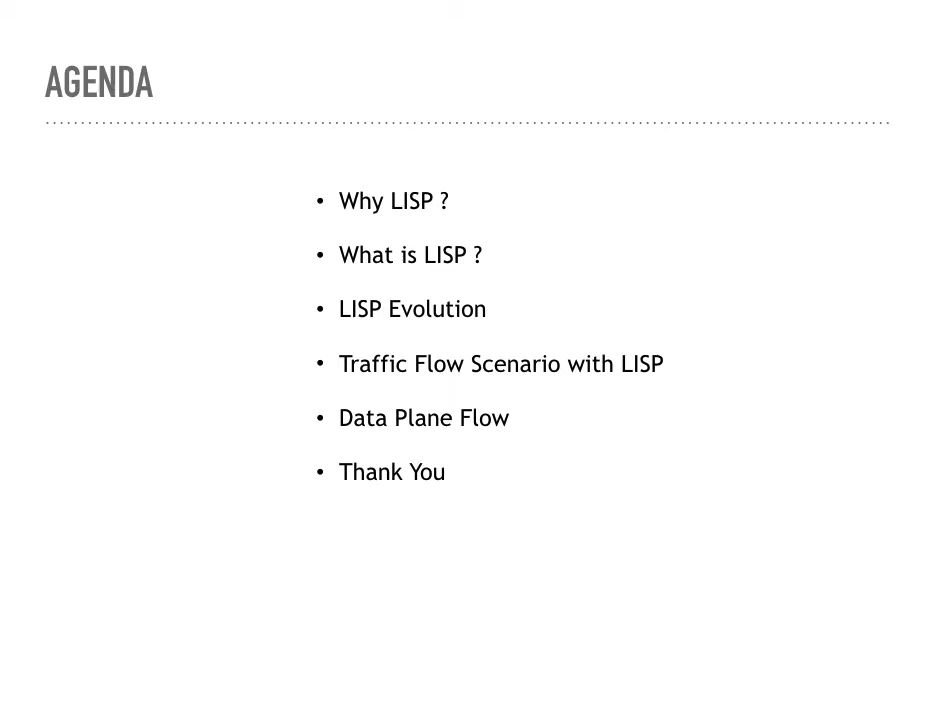 AGENDA
• Why LISP ?
• What is LISP ?
• LISP Evolution
• Traffic Flow Scenario with LISP
• Data Plane Flow
• Thank You